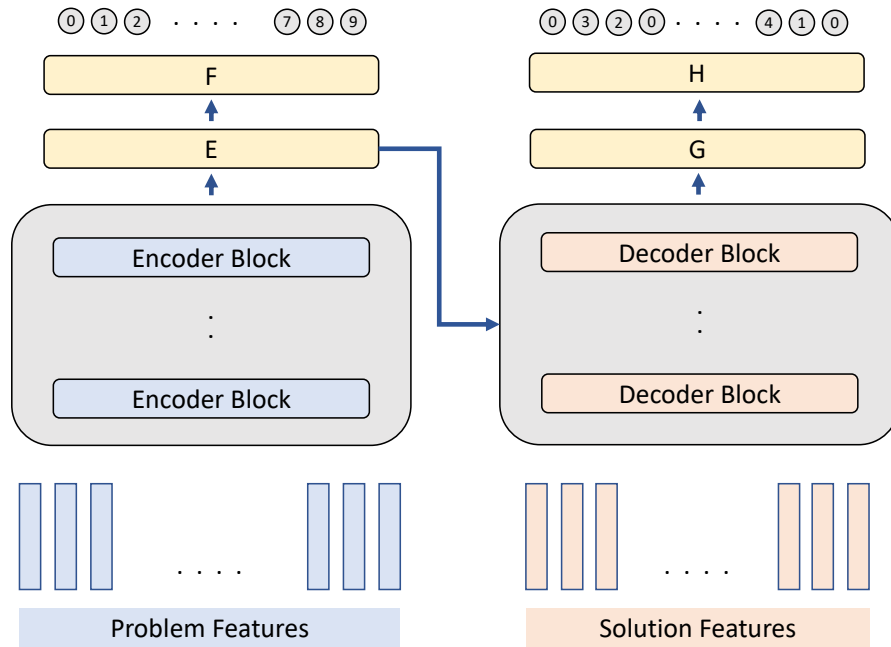 0 1 2 . . . . 7 8 9
F
E
Encoder Block
:
Encoder Block
. . . .
Problem Features
0 3 2 0 . . . . 4 1 0
H
G
Decoder Block
:
Decoder Block
. . . .
Solution Features